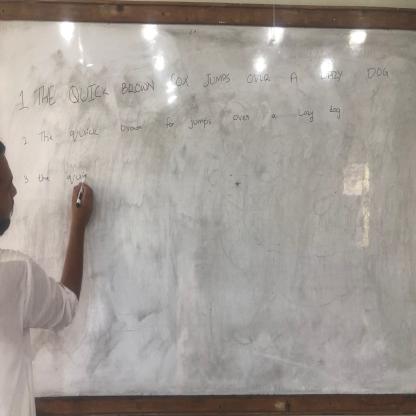 1 THE QUICK BROWN FOX JUMPS OVER A LAZY DOG
2 The quick brown fox jumps over a lazy dog
3 the quick